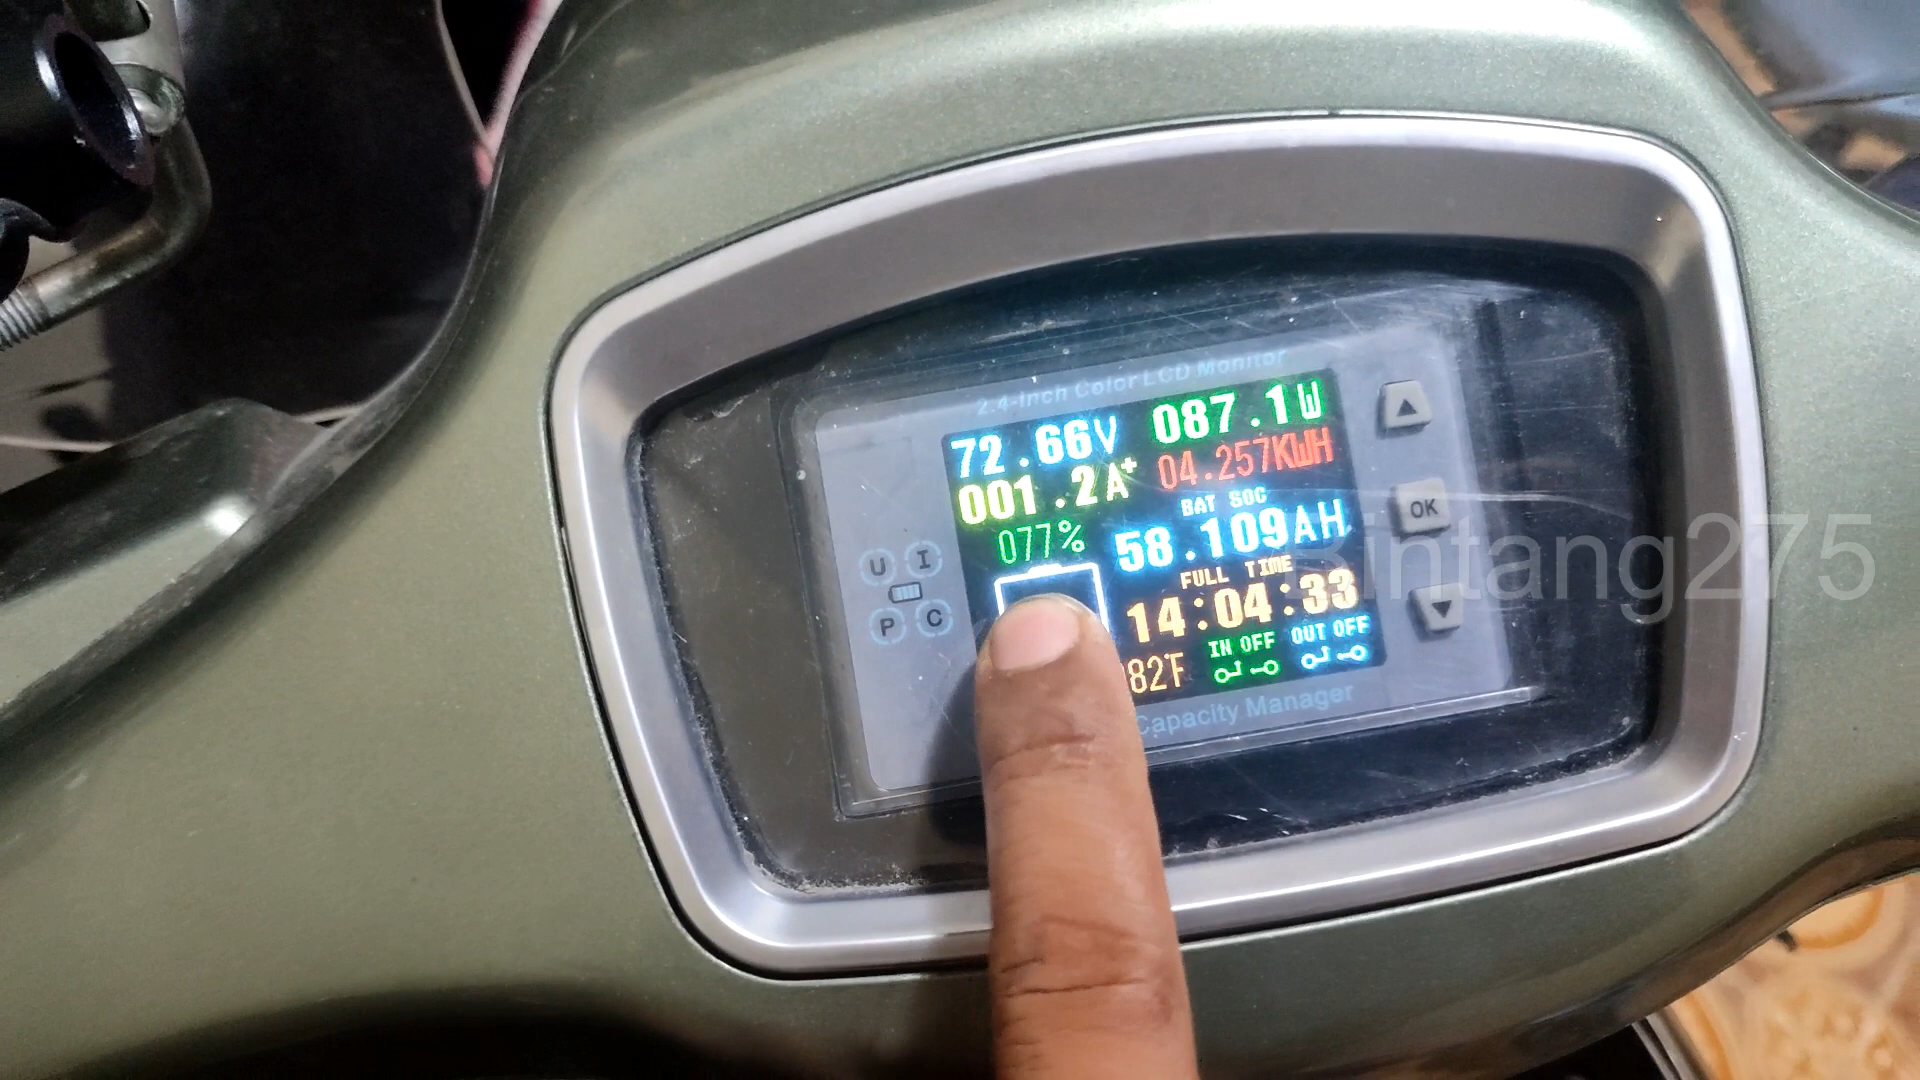 2.4-Inch Color LCD Monitor
72.66V 087.1W
001.2A+ 04.257KWH
BAT SOC
077% 58.109AH
FULL TIME
14:04:33
82°F IN OFF OUT OFF
Capacity Manager
U I
P C
OK
Bintang275